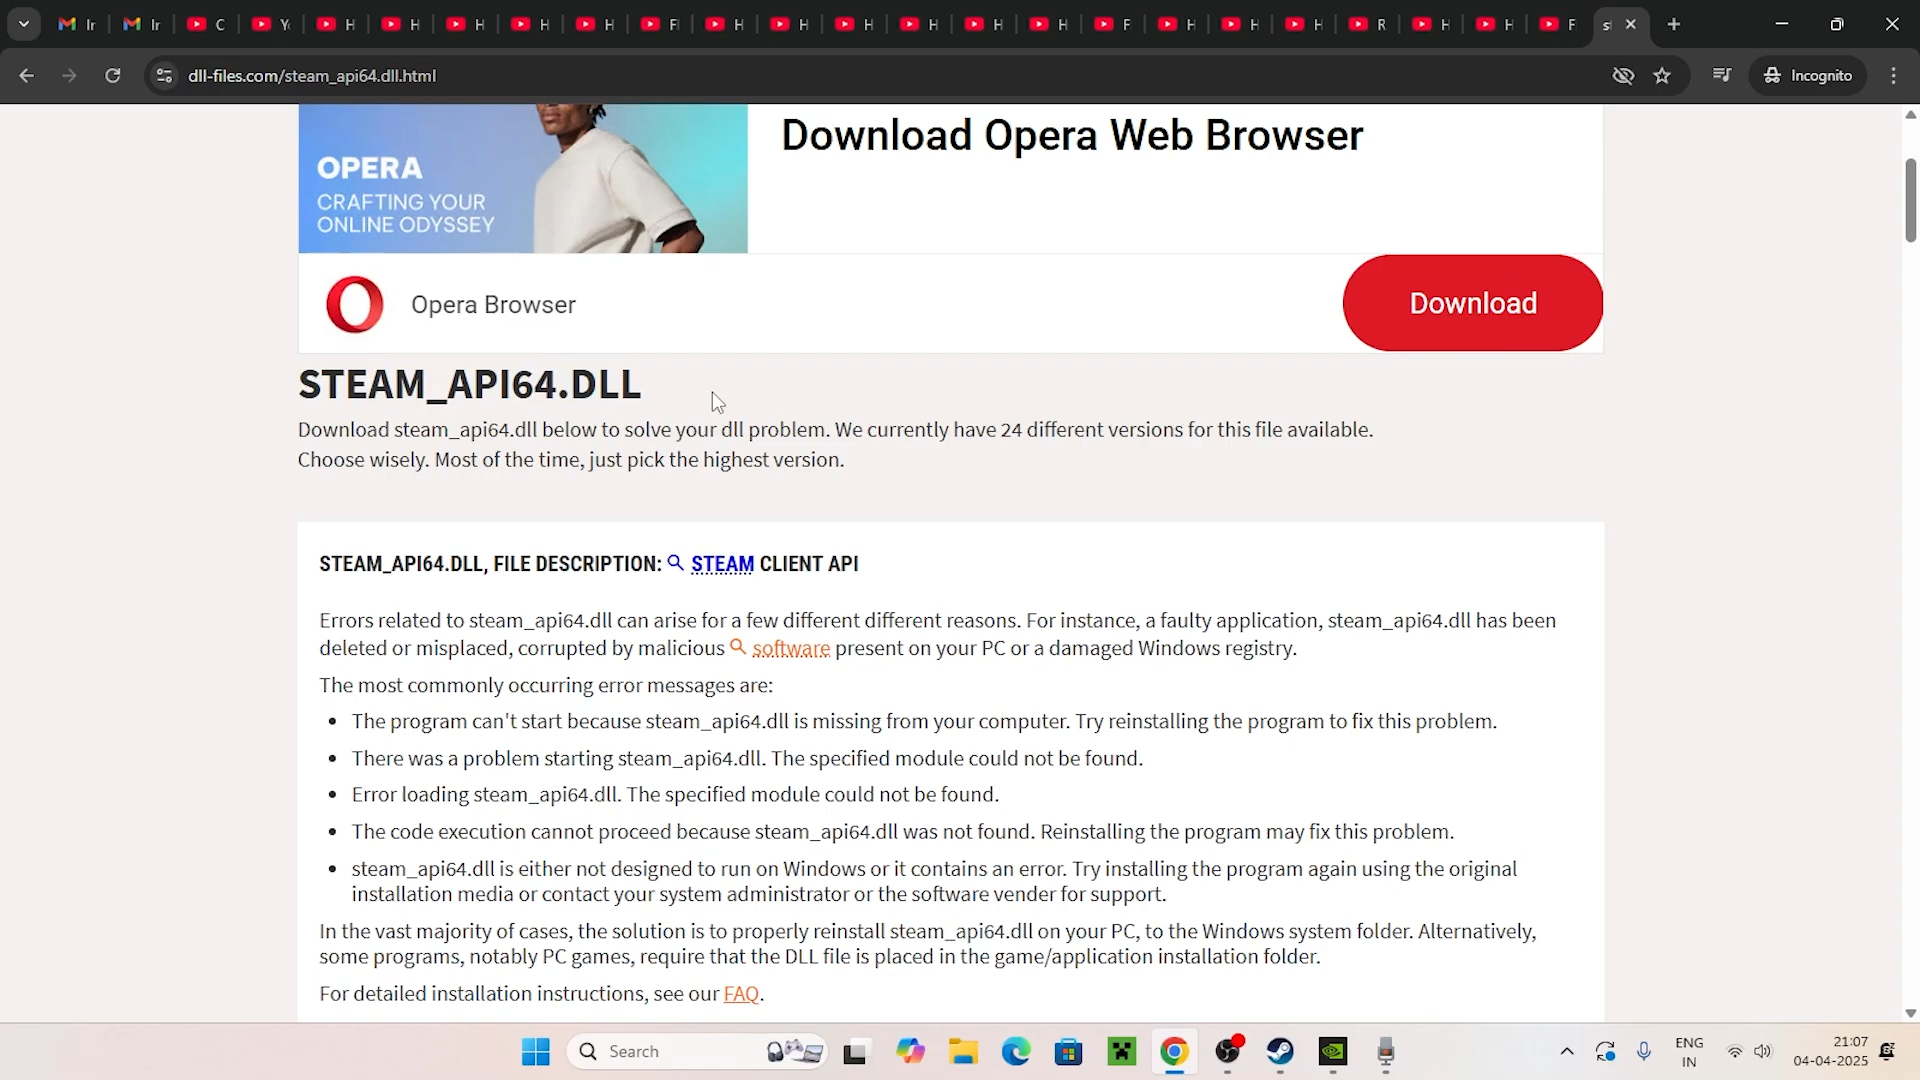 Ir
Ir
C
Yo
H
H
H
H
H
Fl
H
H
H
H
H
H
F
H
H
H
R
H
H
F
st
dll-files.com/steam_api64.dll.html
Incognito
OPERA
CRAFTING YOUR
ONLINE ODYSSEY
Download Opera Web Browser
Opera Browser
Download
STEAM_API64.DLL
Download steam_api64.dll below to solve your dll problem. We currently have 24 different versions for this file available.
Choose wisely. Most of the time, just pick the highest version.
STEAM_API64.DLL, FILE DESCRIPTION: STEAM CLIENT API
Errors related to steam_api64.dll can arise for a few different different reasons. For instance, a faulty application, steam_api64.dll has been
deleted or misplaced, corrupted by malicious software present on your PC or a damaged Windows registry.
The most commonly occurring error messages are:
• The program can't start because steam_api64.dll is missing from your computer. Try reinstalling the program to fix this problem.
• There was a problem starting steam_api64.dll. The specified module could not be found.
• Error loading steam_api64.dll. The specified module could not be found.
• The code execution cannot proceed because steam_api64.dll was not found. Reinstalling the program may fix this problem.
• steam_api64.dll is either not designed to run on Windows or it contains an error. Try installing the program again using the original
installation media or contact your system administrator or the software vender for support.
In the vast majority of cases, the solution is to properly reinstall steam_api64.dll on your PC, to the Windows system folder. Alternatively,
some programs, notably PC games, require that the DLL file is placed in the game/application installation folder.
For detailed installation instructions, see our FAQ.
Search
ENG
IN
21:07
04-04-2025